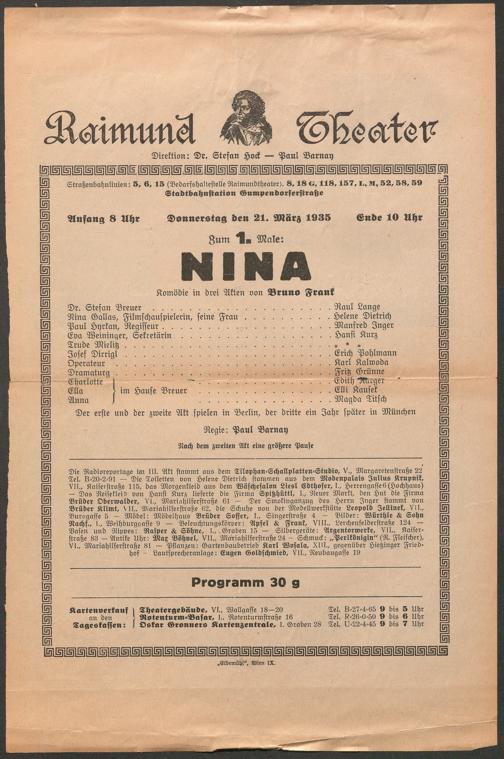 Raimund Theater
Direktion: Dr. Stefan Hock — Paul Barnay
Straßenbahnlinien: 5, 6, 15 (Bedarfshaltestelle Raimundtheater), 8, 18 G, 118, 157, L, M, 52, 58, 59
Stadtbahnstation Gumpendorferstraße
Anfang 8 Uhr Donnerstag den 21. März 1935 Ende 10 Uhr
Zum 1. Male:
NINA
Komödie in drei Akten von Bruno Frank
Dr. Stefan Breuer . . . Raul Lange
Nina Gallas, Filmschauspielerin, seine Frau . . . Helene Dietrich
Paul Hyrkan, Regisseur . . . Manfred Inger
Eva Weininger, Sekretärin . . . Hansi Kurz
Trude Mielitz . . . * * *
Josef Dirrigl . . . Erich Pohlmann
Operateur . . . Karl Kalwoda
Dramaturg . . . Fritz Grünne
Charlotte . . . Edith
Ella } im Hause Breuer . . . Elli Kausek
Anna . . . Magda Titsch
Der erste und der zweite Akt spielen in Berlin, der dritte ein Jahr später in München
Regie: Paul Barnay
Nach dem zweiten Akt eine größere Pause
Die Radioreportage im III. Akt stammt aus dem Tilophan-Schallplatten-Studio, V., Margaretenstraße 22
Tel. B-20-2-91 — Die Toiletten von Helene Dietrich stammen aus dem Modenpalais Julius Krupnik,
VII., Kaiserstraße 115, das Morgenkleid aus dem Wäschesalon Liesl Edthofer, I., Herrengasse 6 (Hochhaus)
— Das Reisekleid von Hansi Kurz lieferte die Firma Spitzhüttl, I., Neuer Markt, den Hut die Firma
Brüder Oberwalder, VI., Mariahilferstraße 61 — Der Smokinganzug des Herrn Inger stammt von
Brüder Klimt, VII., Mariahilferstraße 62, die Schuhe von der Modellwerkstätte Leopold Jellinek, VII.,
Burggasse 5 — Möbel: Möbelhaus Brüder Soffer, I., Singerstraße 4 — Bilder: Würthle & Sohn
Nachf., I., Weihburggasse 9 — Beleuchtungskörper: Apfel & Frank, VIII., Lerchenfelderstraße 124 —
Vasen und Nippes: Rasper & Söhne, I., Graben 15 — Silbergeräte: Argentorwerke, VII., Kaiser-
straße 83 — Antike Uhr: Max Böhnel, VII., Mariahilferstraße 24 — Schmuck: „Perlkönigin“ (R. Fleischer),
VI., Mariahilferstraße 81 — Pflanzen: Gartenbaubetrieb Karl Wosala, XIII., gegenüber Hietzinger Fried-
hof — Lautsprecheranlage: Eugen Goldschmied, VII., Neubaugasse 19
Programm 30 g
Kartenverkauf Theatergebäude, VI., Wallgasse 18—20 Tel. B-27-4-65 9 bis 5 Uhr
an den Rotenturm-Basar, I., Rotenturmstraße 16 Tel. R-26-0-50 9 bis 6 Uhr
Tageskassen: Oskar Gronners Kartenzentrale, I. Graben 28 Tel. U-22-4-45 9 bis 7 Uhr
„Elbemühl“, Wien IX.